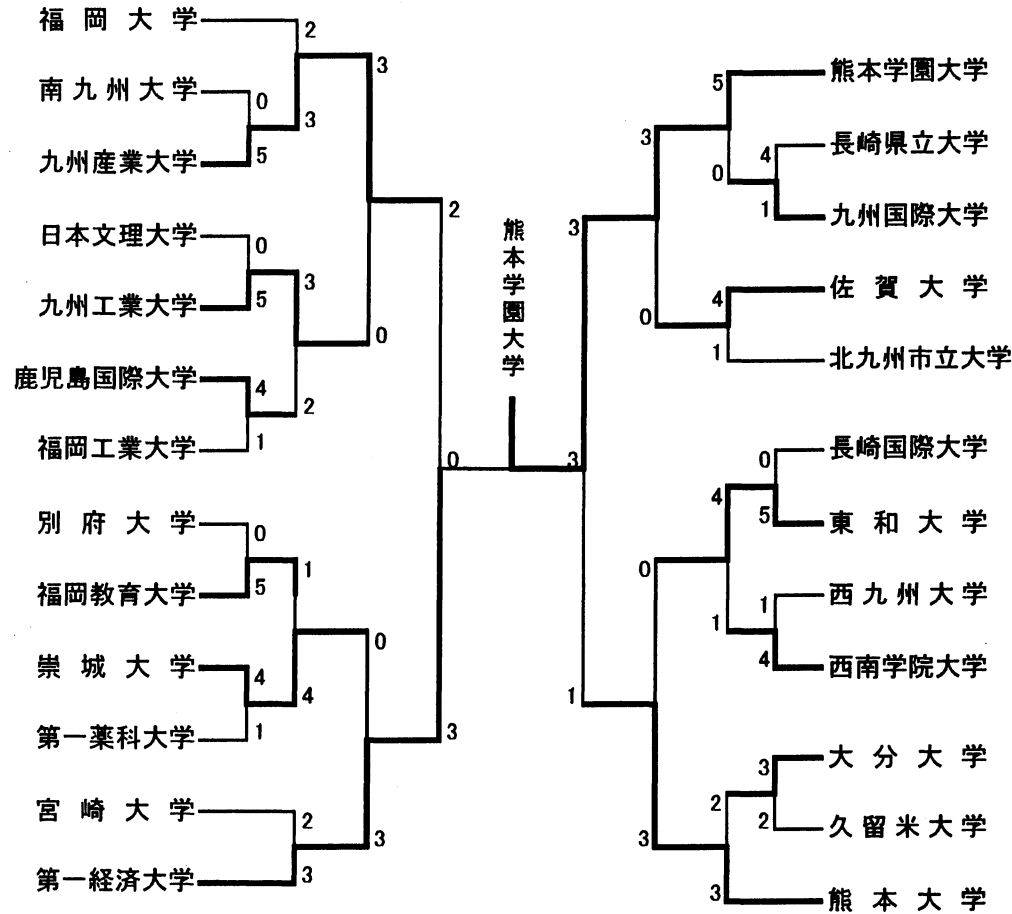 福岡大学
2
南九州大学
0
3
3
九州産業大学
5
日本文理大学
0
2
九州工業大学
5
3
0
鹿児島国際大学
4
2
福岡工業大学
1
0
別府大学
0
1
福岡教育大学
5
0
崇城大学
4
4
第一薬科大学
1
3
宮崎大学
2
3
第一経済大学
3
熊本学園大学
熊本学園大学
5
3
長崎県立大学
4
0
九州国際大学
1
3
佐賀大学
4
0
北九州市立大学
1
3
長崎国際大学
0
4
東和大学
5
0
西九州大学
1
1
西南学院大学
4
1
大分大学
3
2
久留米大学
2
3
熊本大学
3